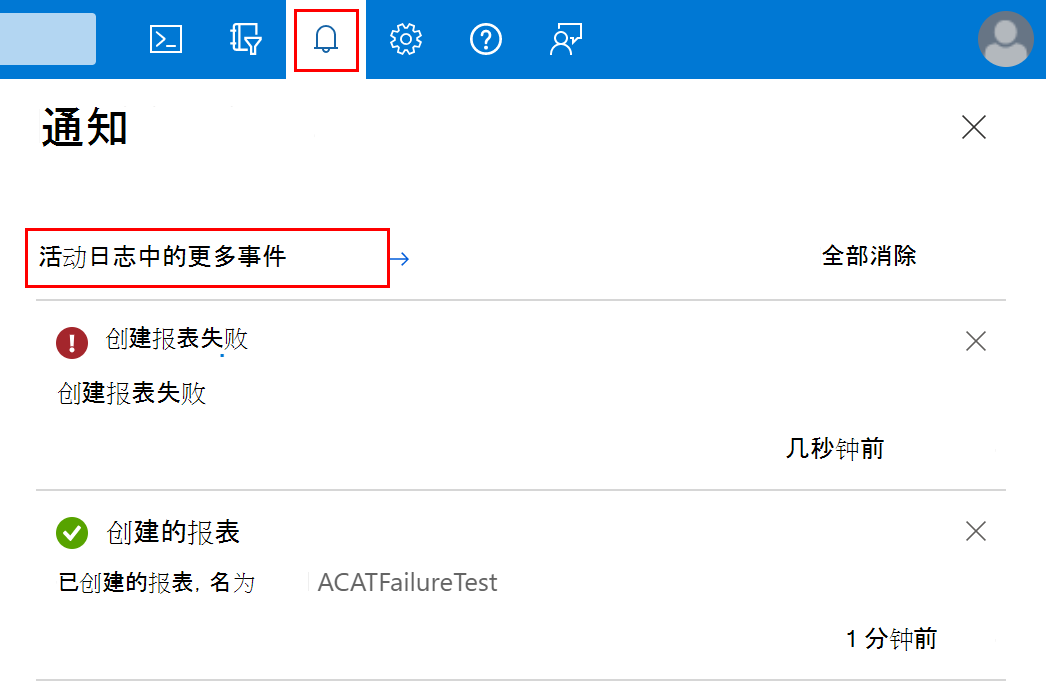 通知
活动日志中的更多事件 → 全部消除
创建报表失败
创建报表失败
几秒钟前
创建的报表
已创建的报表, 名为 ACATFailureTest
1 分钟前